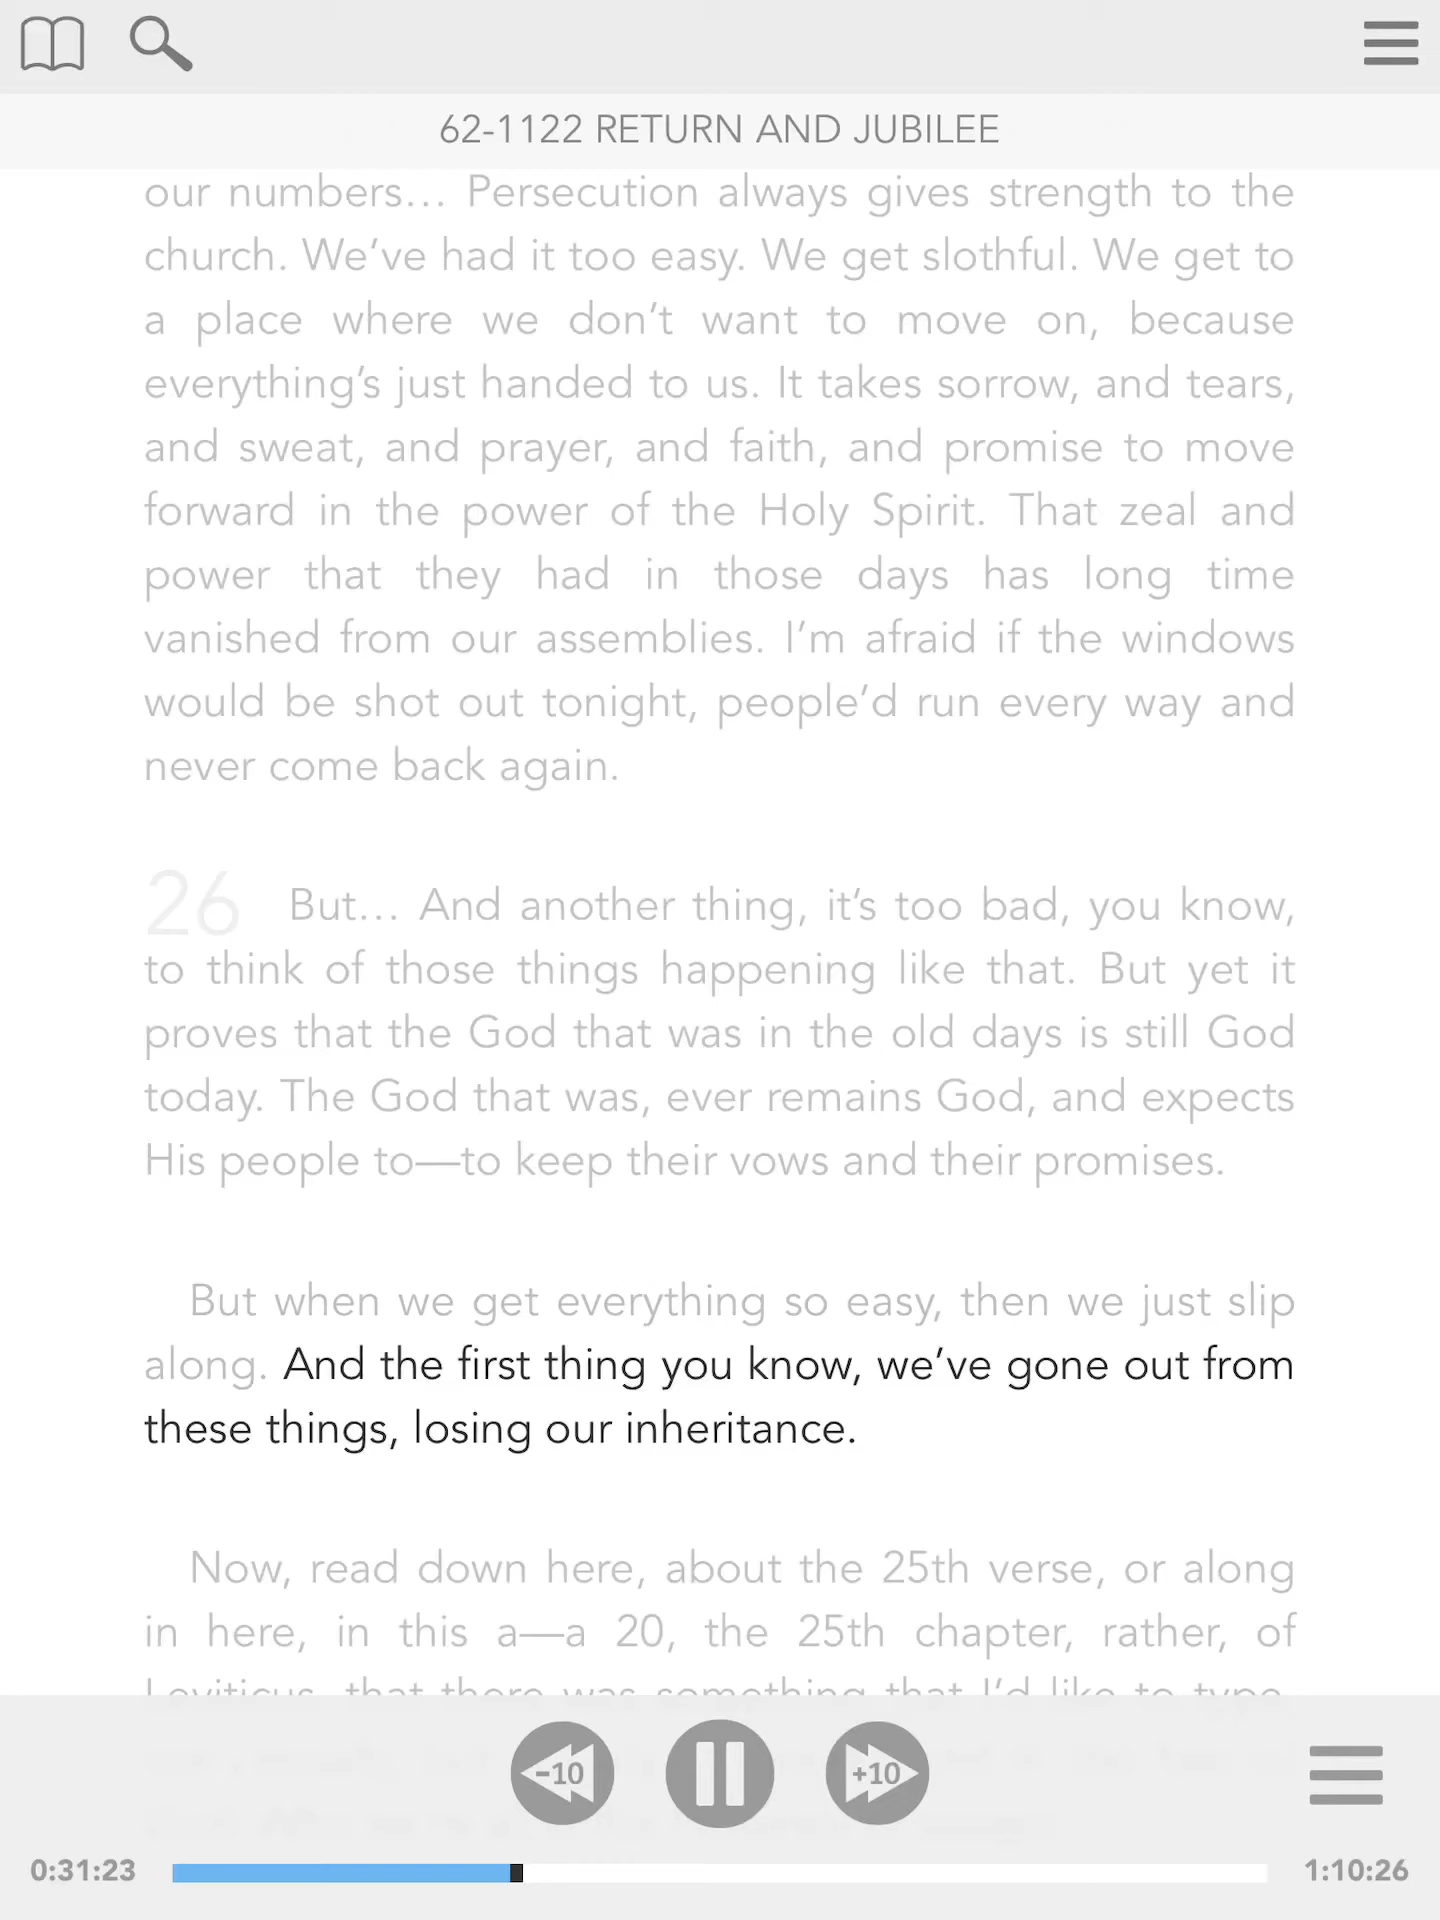 62-1122 RETURN AND JUBILEE
our numbers… Persecution always gives strength to the
church. We’ve had it too easy. We get slothful. We get to
a place where we don’t want to move on, because
everything’s just handed to us. It takes sorrow, and tears,
and sweat, and prayer, and faith, and promise to move
forward in the power of the Holy Spirit. That zeal and
power that they had in those days has long time
vanished from our assemblies. I’m afraid if the windows
would be shot out tonight, people’d run every way and
never come back again.
26 But… And another thing, it’s too bad, you know,
to think of those things happening like that. But yet it
proves that the God that was in the old days is still God
today. The God that was, ever remains God, and expects
His people to—to keep their vows and their promises.
But when we get everything so easy, then we just slip
along. And the first thing you know, we’ve gone out from
these things, losing our inheritance.
Now, read down here, about the 25th verse, or along
in here, in this a—a 20, the 25th chapter, rather, of
Leviticus, that there was something that I’d like to type,
-10 +10
0:31:23 1:10:26